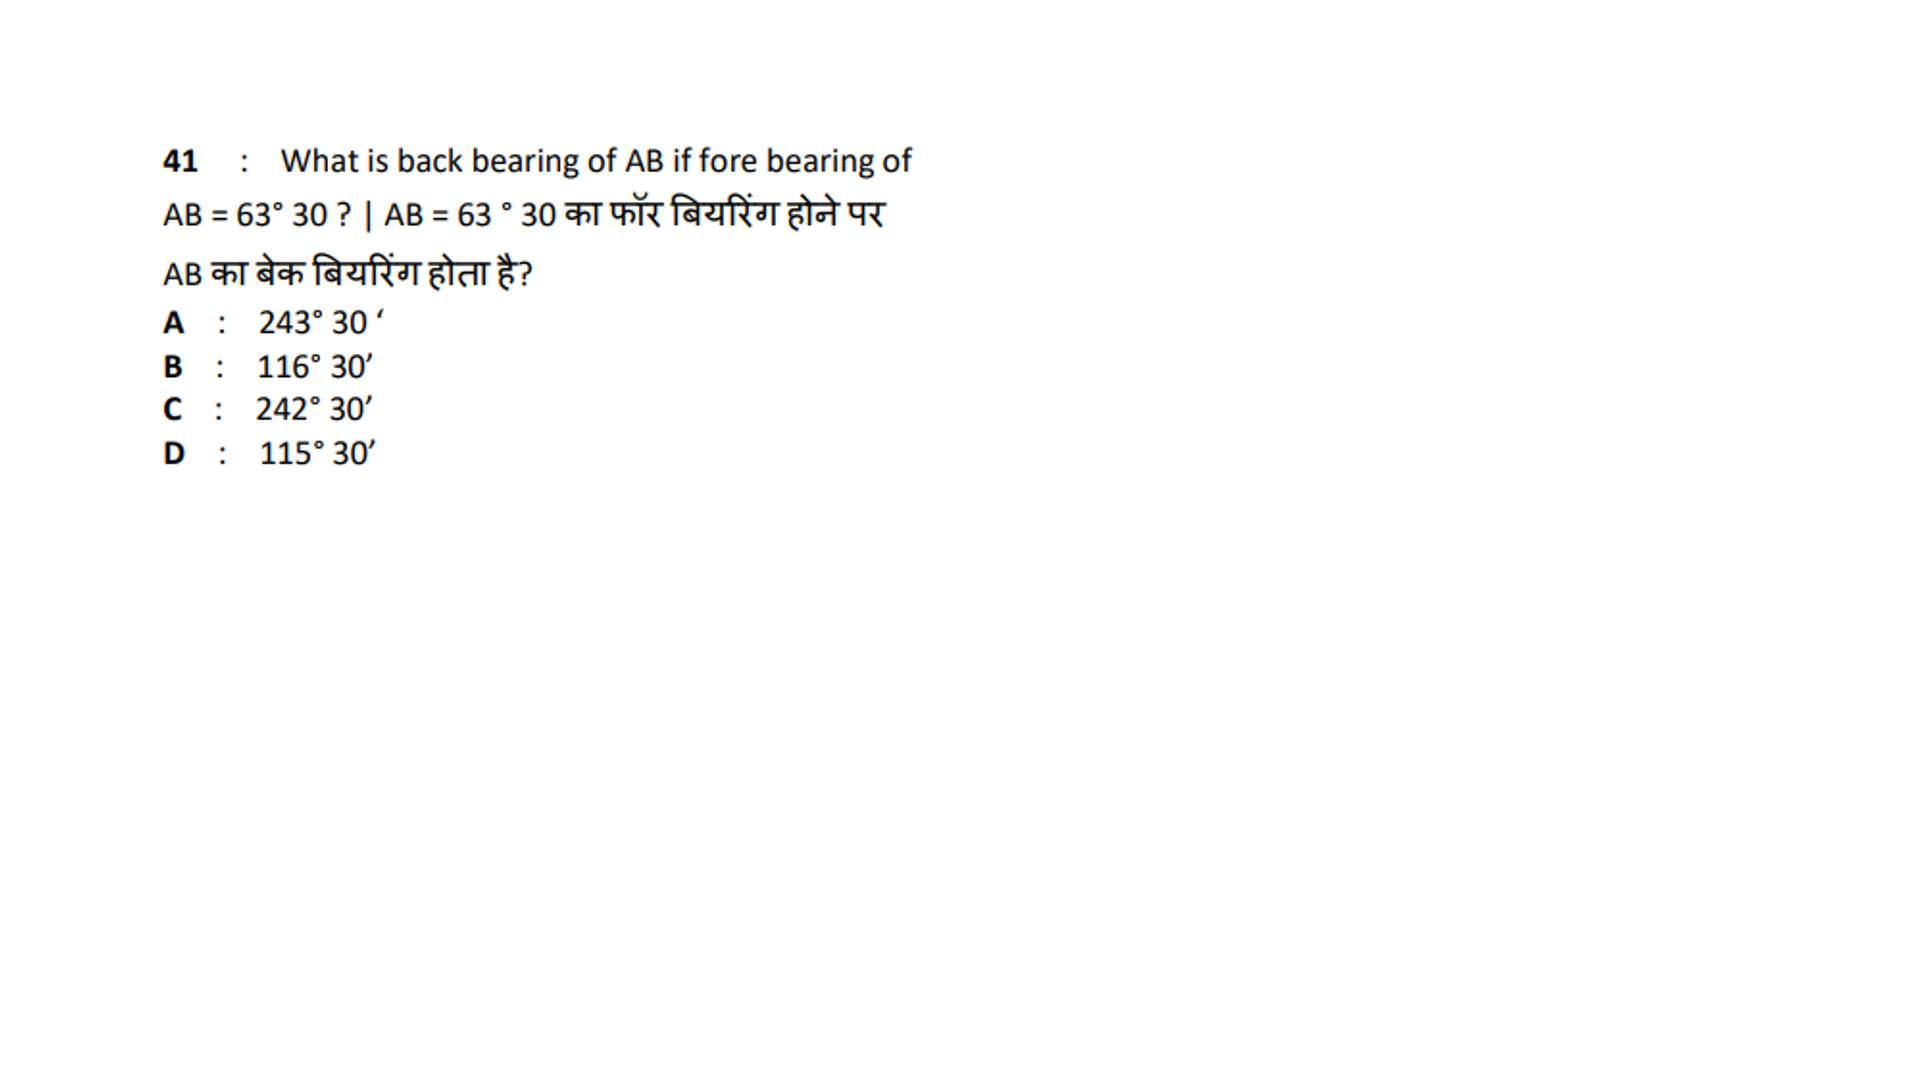 41 : What is back bearing of AB if fore bearing of
AB = 63° 30 ? | AB = 63 ° 30 का फॉर बियरिंग होने पर
AB का बेक बियरिंग होता है?
A : 243° 30 ‘
B : 116° 30’
C : 242° 30’
D : 115° 30’